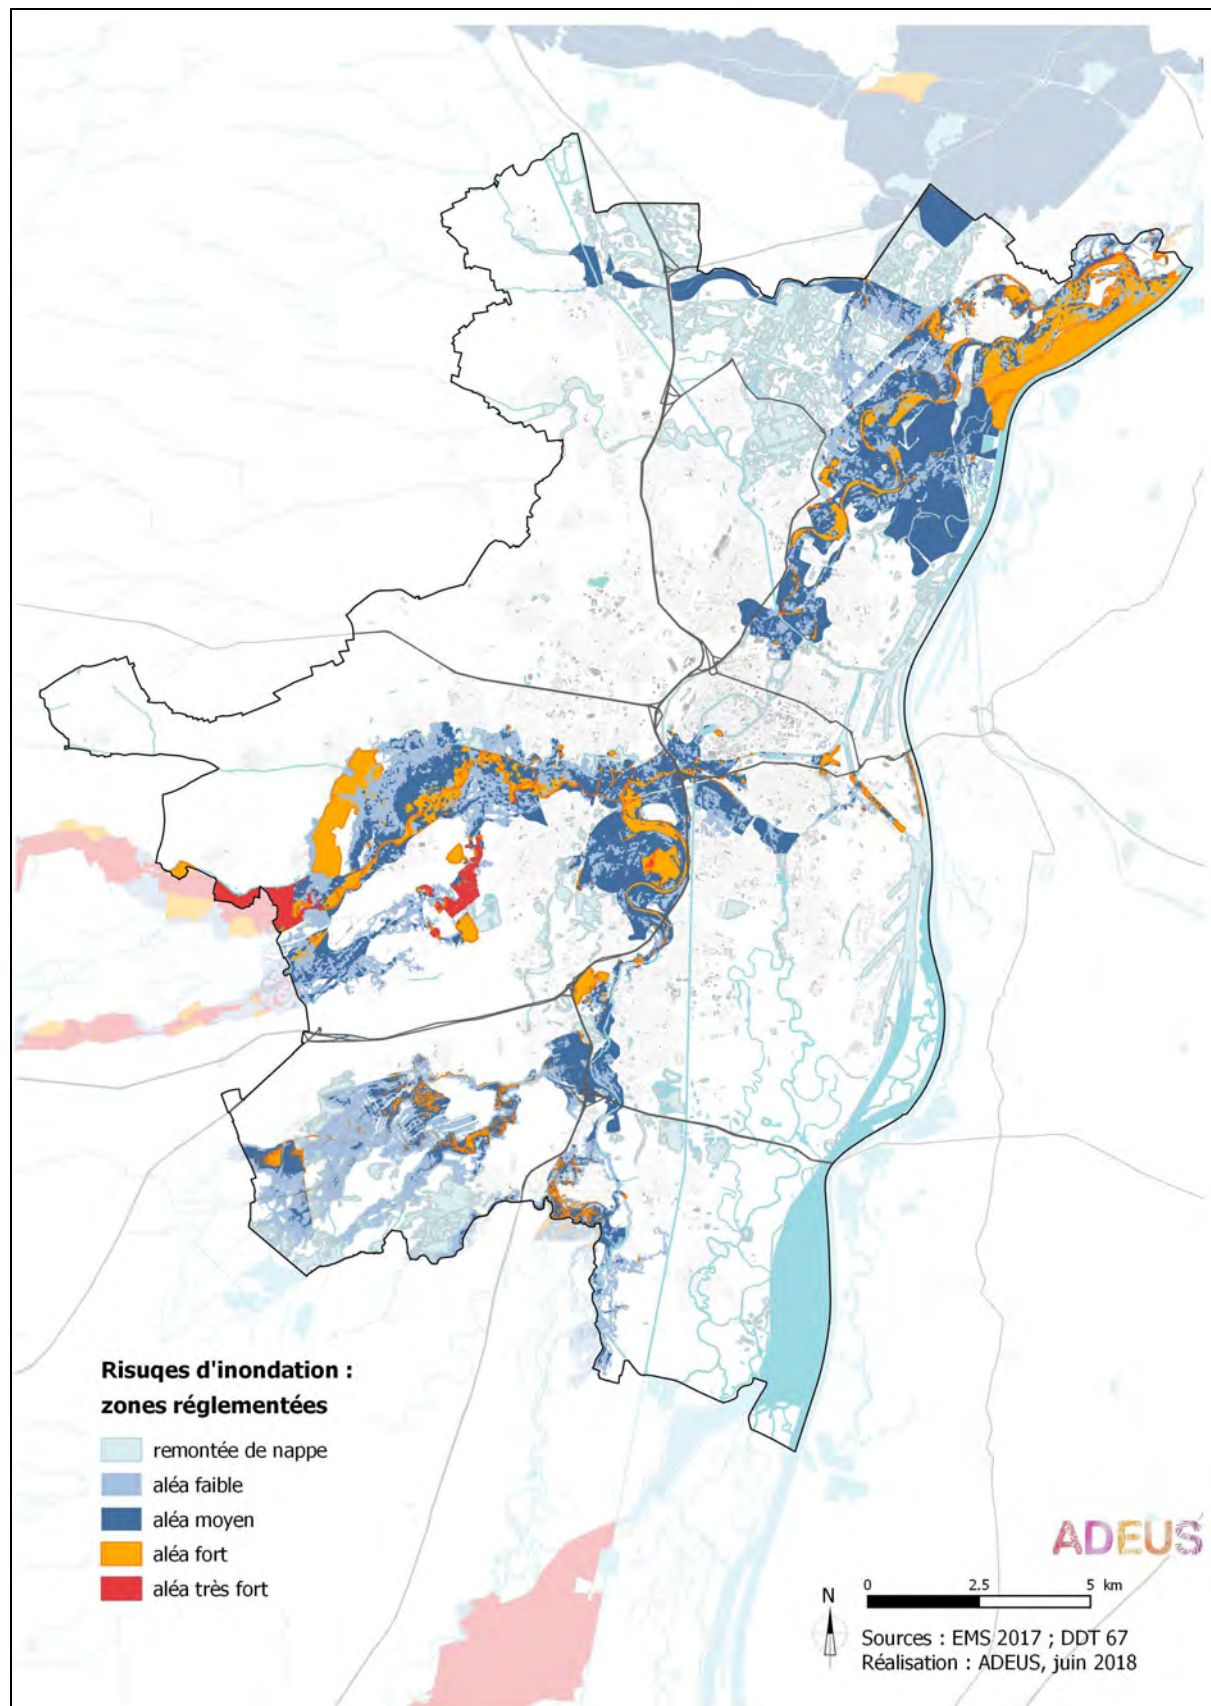 Risuqes d'inondation :
zones réglementées
remontée de nappe
aléa faible
aléa moyen
aléa fort
aléa très fort
ADEUS
N
0 2.5 5 km
Sources : EMS 2017 ; DDT 67
Réalisation : ADEUS, juin 2018